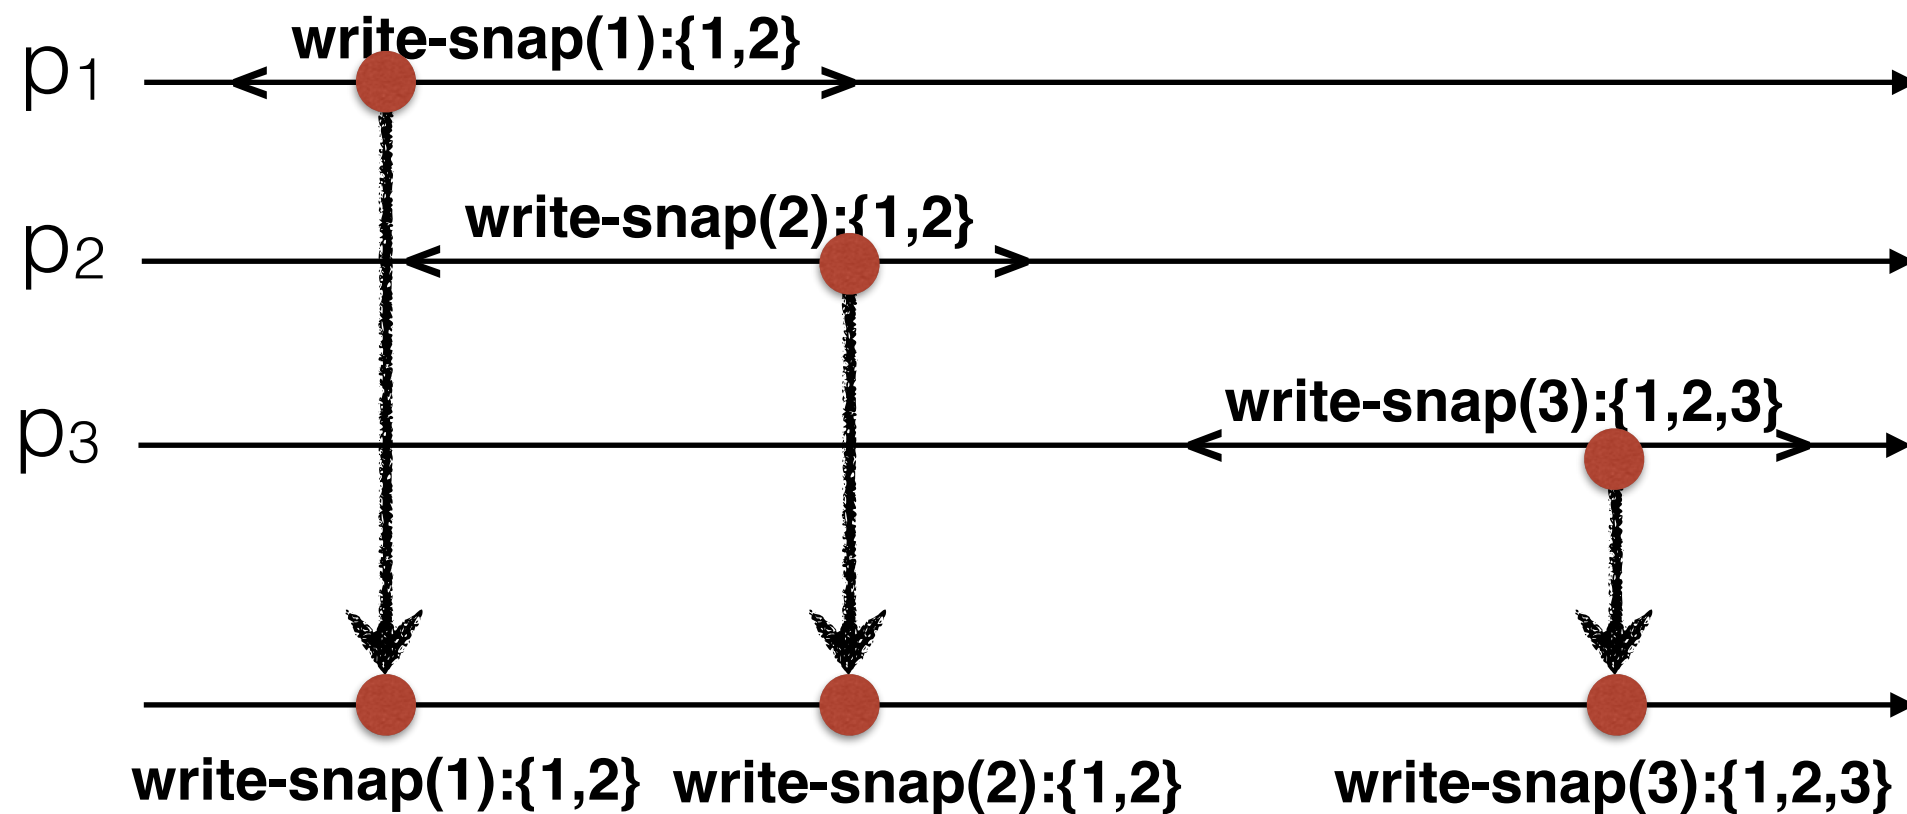 write-snap(1):{1,2}
p1
write-snap(2):{1,2}
p2
write-snap(3):{1,2,3}
p3
write-snap(1):{1,2} write-snap(2):{1,2} write-snap(3):{1,2,3}